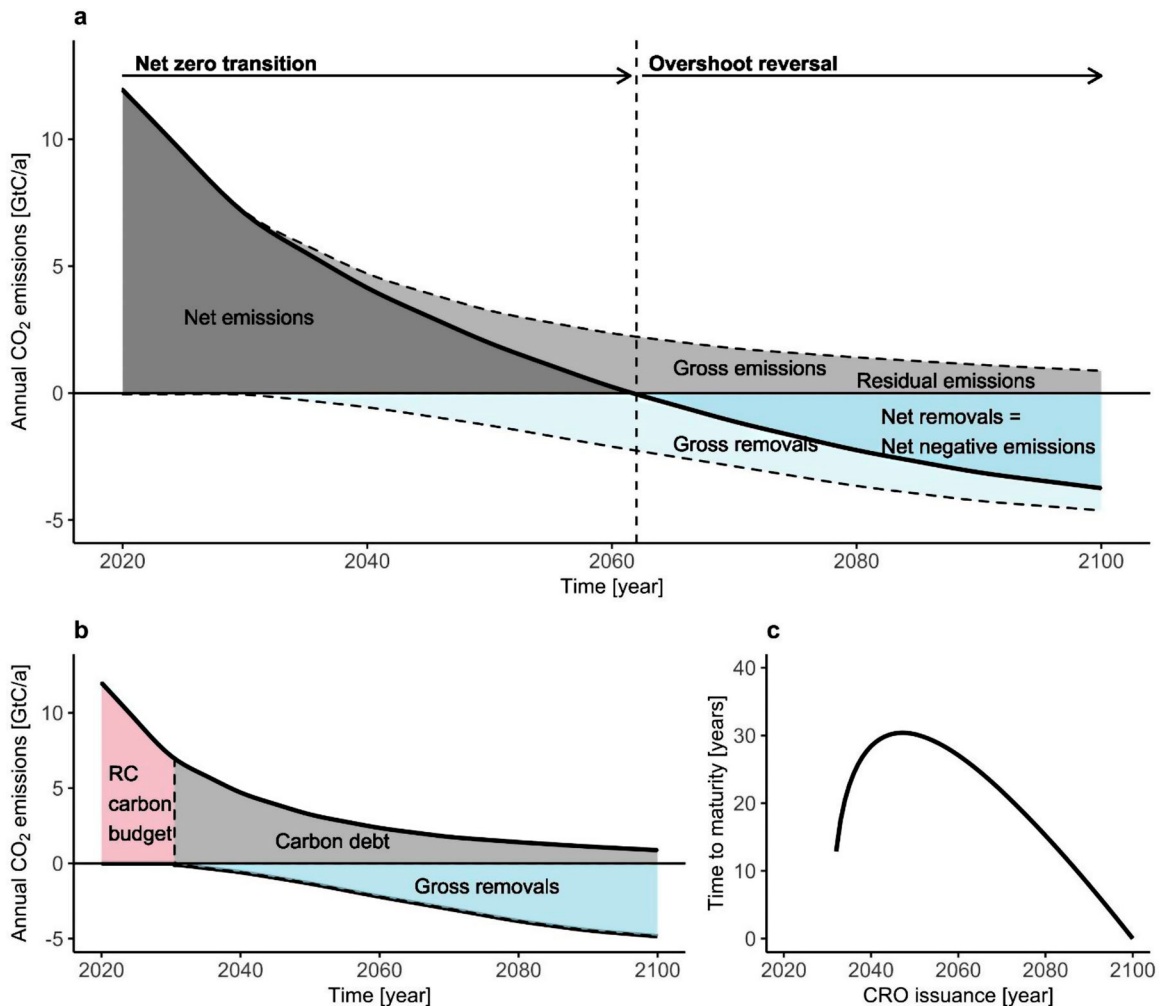 a
Net zero transition
Overshoot reversal
Annual CO₂ emissions [GtC/a]
10
5
0
-5
Net emissions
Gross emissions
Residual emissions
Net removals =
Net negative emissions
Gross removals
2020
2040
2060
2080
2100
Time [year]
b
Annual CO₂ emissions [GtC/a]
10
5
0
-5
RC
carbon
budget
Carbon debt
Gross removals
2020
2040
2060
2080
2100
Time [year]
c
Time to maturity [years]
40
30
20
10
0
2020
2040
2060
2080
2100
CRO issuance [year]